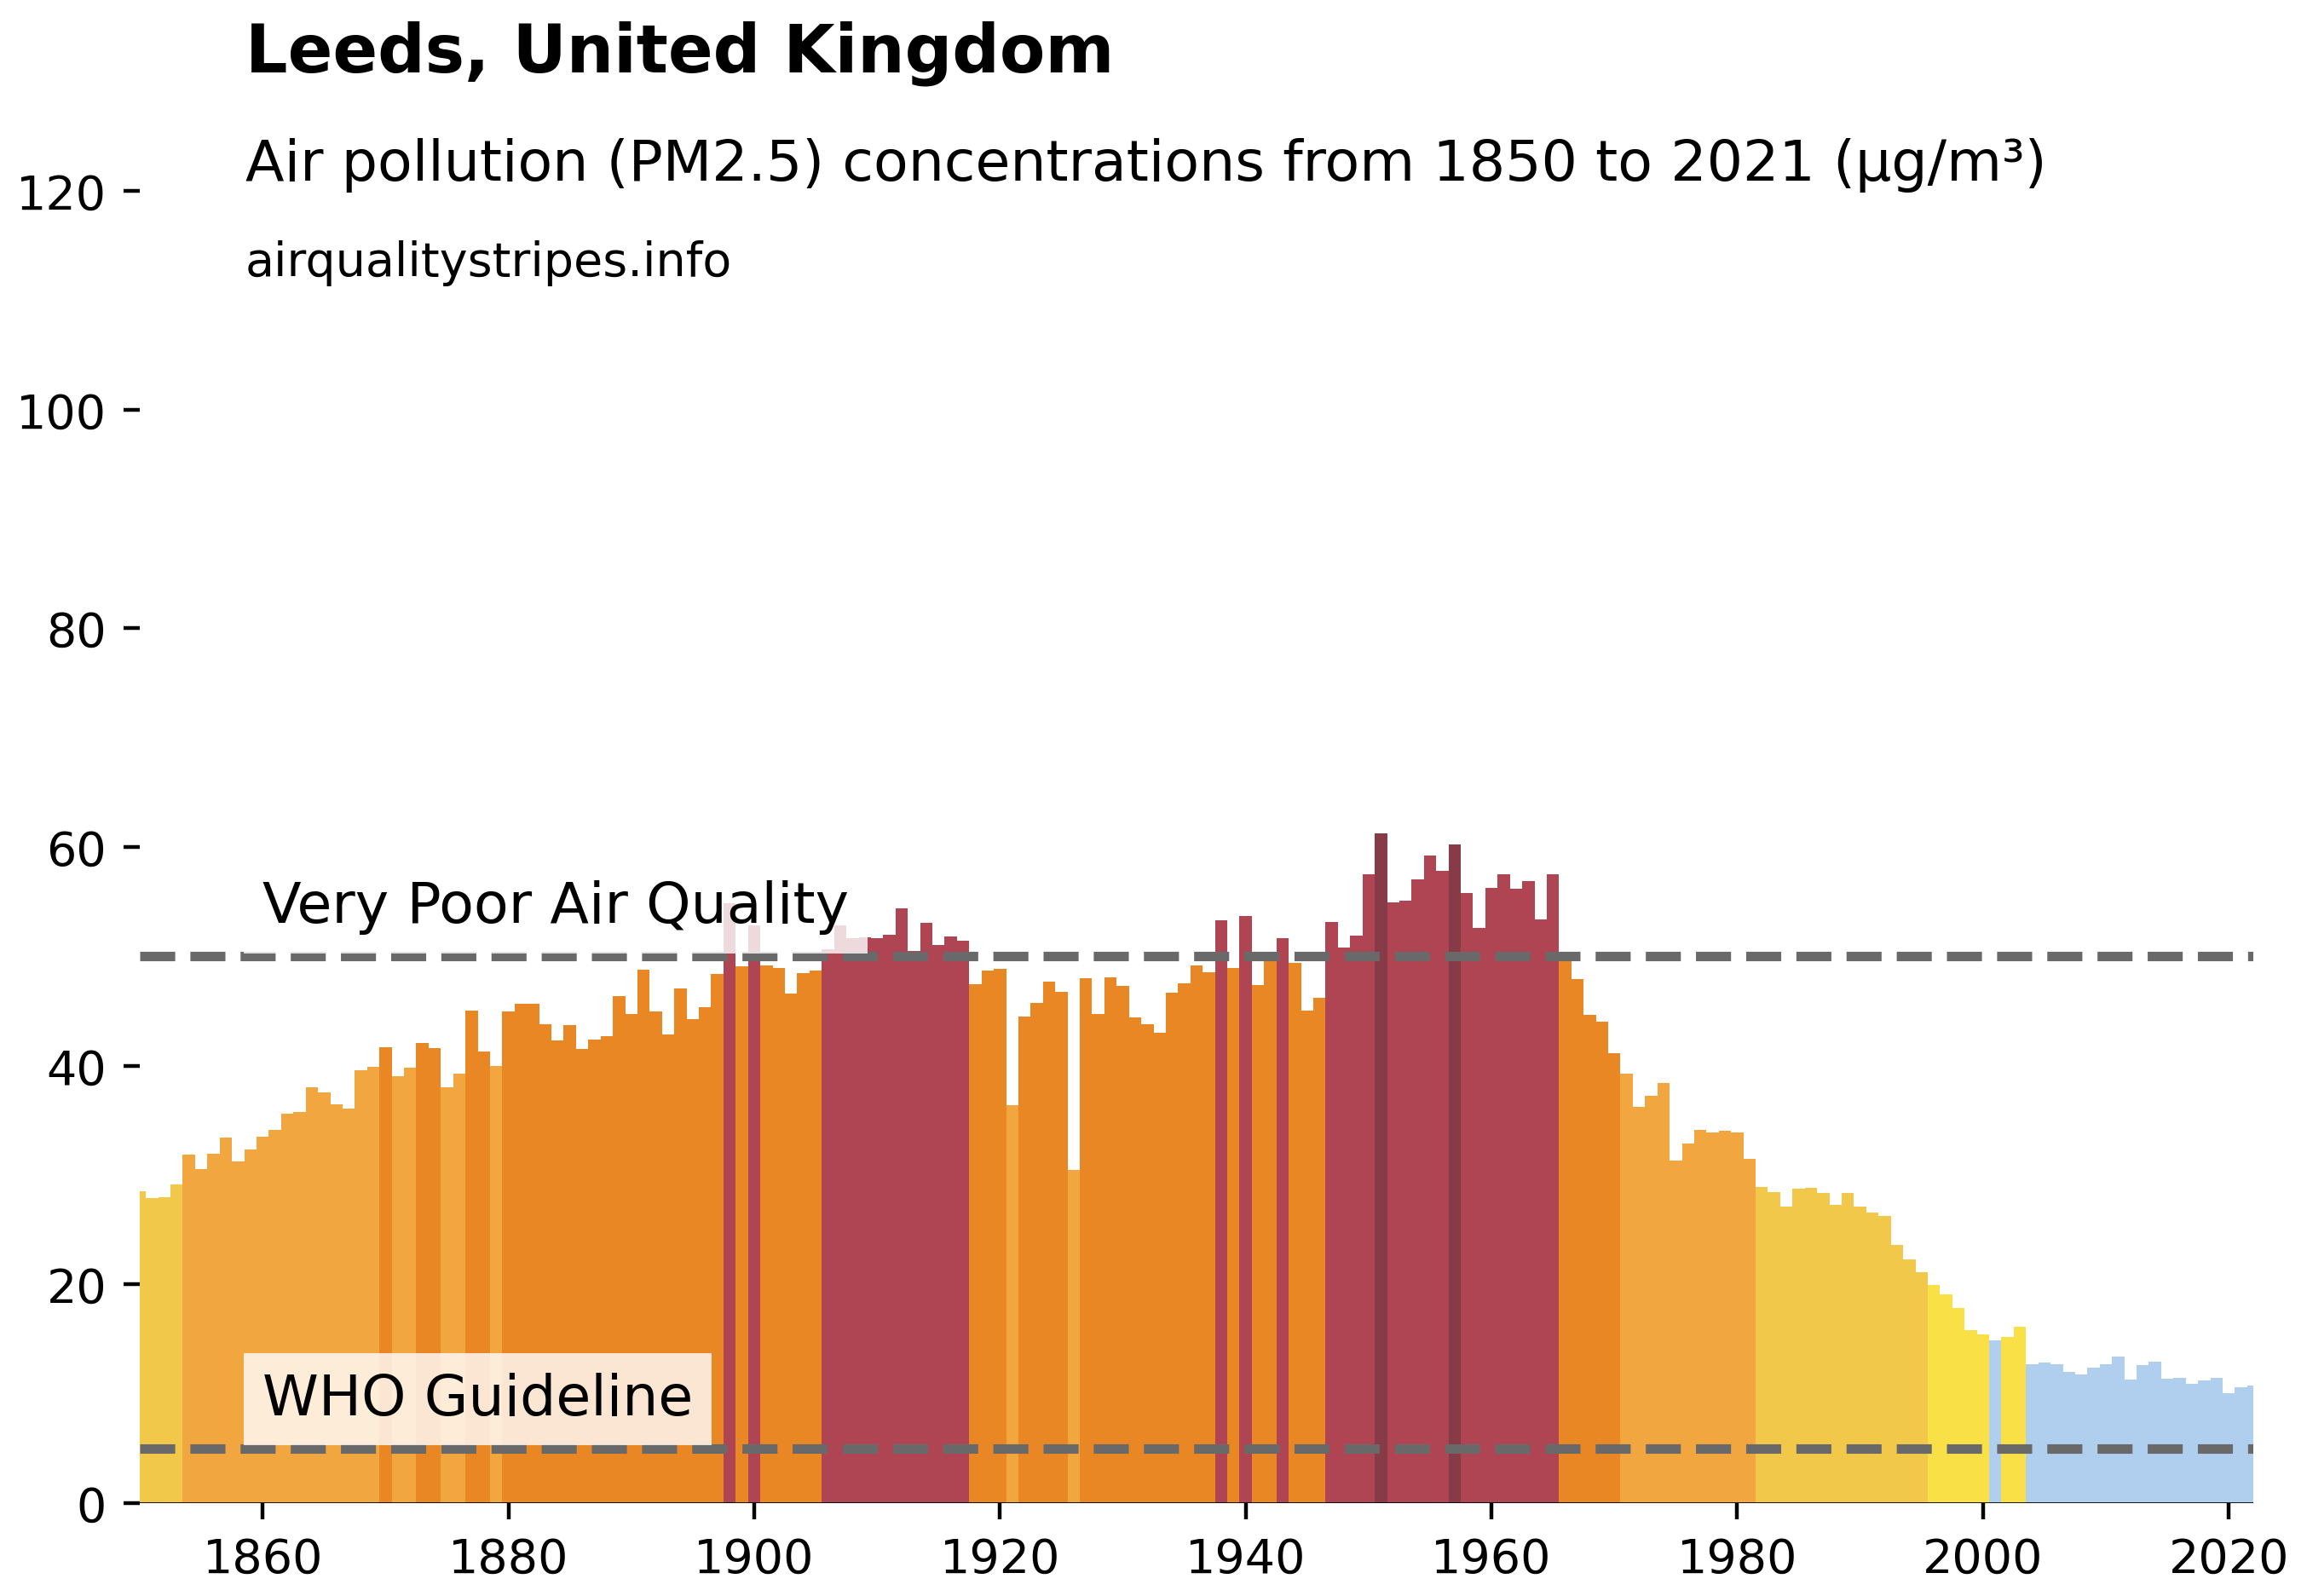 Leeds, United Kingdom
Air pollution (PM2.5) concentrations from 1850 to 2021 (µg/m³)
airqualitystripes.info
120
100
80
60
40
20
0
Very Poor Air Quality
WHO Guideline
1860 1880 1900 1920 1940 1960 1980 2000 2020